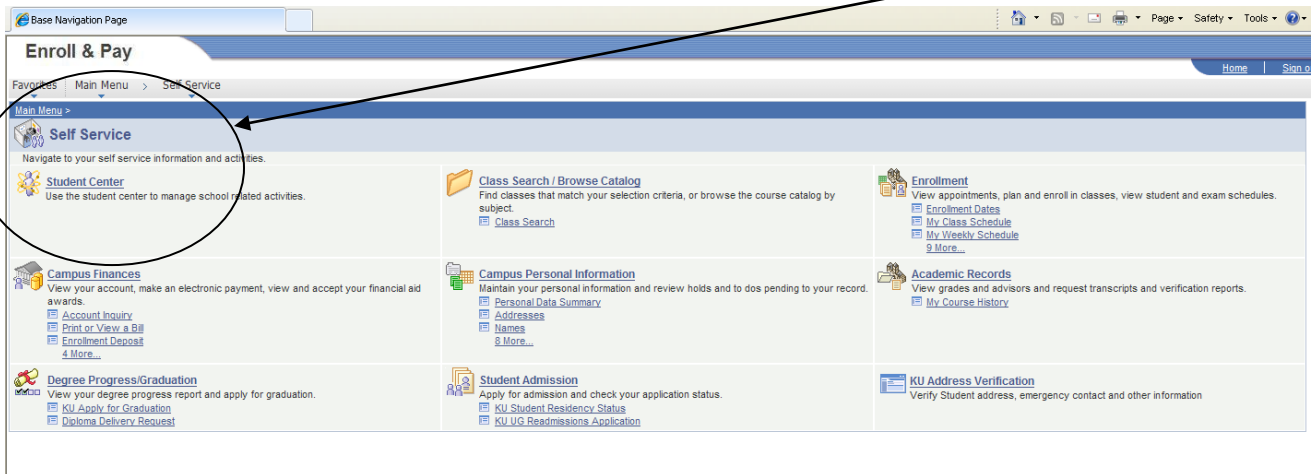 Base Navigation Page
Page Safety Tools
Enroll & Pay
Home Sign o
Favorites Main Menu > Self Service
Main Menu >
Self Service
Navigate to your self service information and activities.
Student Center
Use the student center to manage school related activities.
Class Search / Browse Catalog
Find classes that match your selection criteria, or browse the course catalog by
subject.
Class Search
Enrollment
View appointments, plan and enroll in classes, view student and exam schedules.
Enrollment Dates
My Class Schedule
My Weekly Schedule
9 More...
Campus Finances
View your account, make an electronic payment, view and accept your financial aid
awards.
Account Inquiry
Print or View a Bill
Enrollment Deposit
4 More...
Campus Personal Information
Maintain your personal information and review holds and to dos pending to your record.
Personal Data Summary
Addresses
Names
8 More...
Academic Records
View grades and advisors and request transcripts and verification reports.
My Course History
Degree Progress/Graduation
View your degree progress report and apply for graduation.
KU Apply for Graduation
Diploma Delivery Request
Student Admission
Apply for admission and check your application status.
KU Student Residency Status
KU UG Readmissions Application
KU Address Verification
Verify Student address, emergency contact and other information